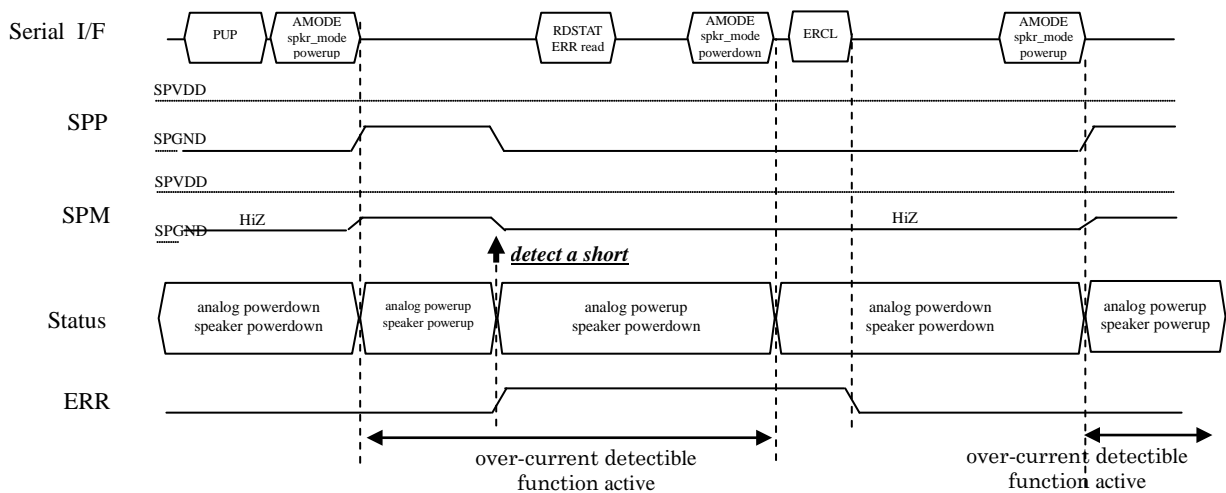 Serial I/F
PUP
AMODE
spkr_mode
powerup
RDSTAT
ERR read
AMODE
spkr_mode
powerdown
ERCL
AMODE
spkr_mode
powerup
SPVDD
SPP
SPGND
SPVDD
SPM
SPGND
HiZ
HiZ
detect a short
Status
analog powerdown
speaker powerdown
analog powerup
speaker powerup
analog powerup
speaker powerdown
analog powerdown
speaker powerdown
analog powerup
speaker powerup
ERR
over-current detectible
function active
over-current detectible
function active